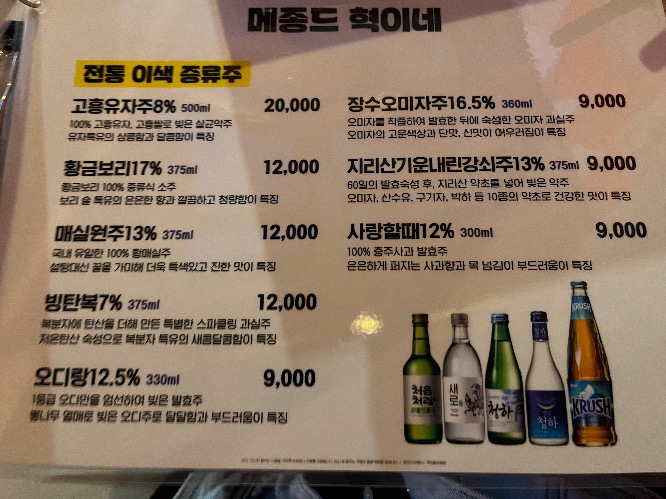 메종드 혁이네
전통 이색 증류주
고흥유자주8% 500ml 20,000
100% 고흥유자, 고흥쌀로 빚은 살균약주
유자특유의 상큼함과 달콤함이 특징
황금보리17% 375ml 12,000
황금보리 100% 증류식 소주
보리 술 특유의 은은한 향과 깔끔하고 청량함이 특징
매실원주13% 375ml 12,000
국내 유일한 100% 황매실주
설탕대신 꿀을 가미해 더욱 특색있고 진한 맛이 특징
빙탄복7% 375ml 12,000
복분자에 탄산을 더해 만든 특별한 스파클링 과실주
저온탄산 숙성으로 복분자 특유의 새콤달콤함이 특징
오디랑12.5% 330ml 9,000
1등급 오디만을 엄선하여 빚은 발효주
뽕나무 열매로 빚은 오디주로 달달함과 부드러움이 특징
장수오미자주16.5% 360ml 9,000
오미자를 착즙하여 발효한 뒤에 숙성한 오미자 과실주
오미자의 고운색상과 단맛, 신맛이 어우러짐이 특징
지리산기운내린강쇠주13% 375ml 9,000
60일의 발효숙성 후, 지리산 약초를 넣어 빚은 약주
오미자, 산수유, 구기자, 박하 등 10종의 약초로 건강한 맛이 특징
사랑할때12% 300ml 9,000
100% 충주사과 발효주
은은하게 퍼지는 사과향과 목 넘김이 부드러움이 특징
처음
처럼
새로
청하
청하
KRUSH
KRUSH